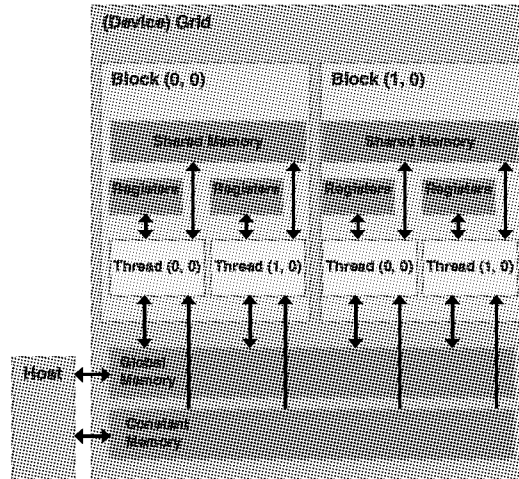 (Device) Grid
Block (0, 0)
Block (1, 0)
Shared Memory
Shared Memory
Registers
Registers
Registers
Registers
Thread (0, 0)
Thread (1, 0)
Thread (0, 0)
Thread (1, 0)
Host
Global
Memory
Constant
Memory